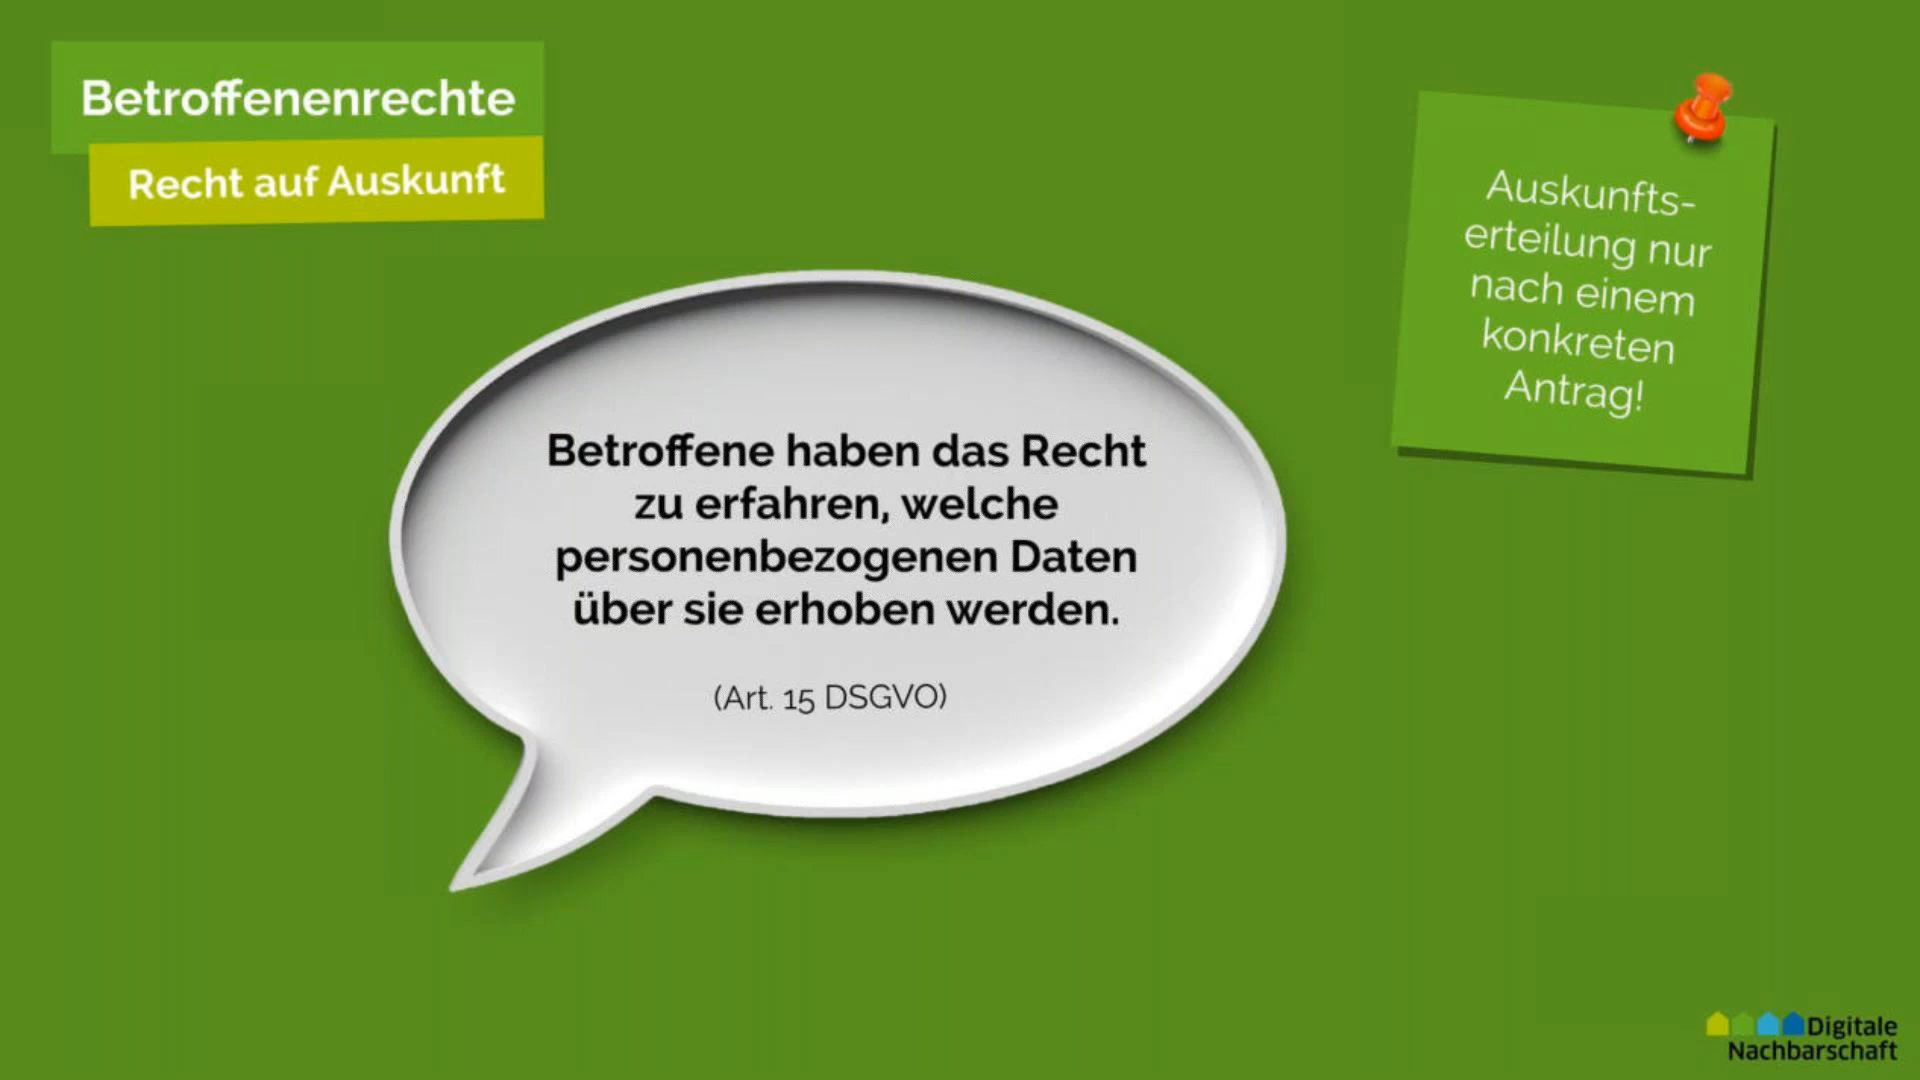 Betroffenenrechte
Recht auf Auskunft
Auskunfts-
erteilung nur
nach einem
konkreten
Antrag!
Betroffene haben das Recht
zu erfahren, welche
personenbezogenen Daten
über sie erhoben werden.
(Art. 15 DSGVO)
Digitale
Nachbarschaft